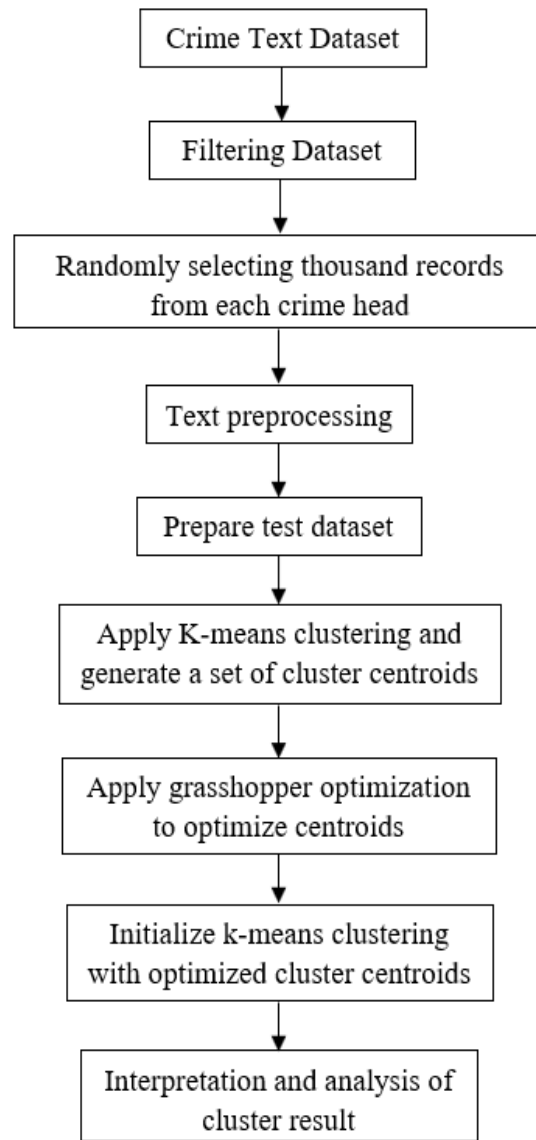 Crime Text Dataset
Filtering Dataset
Randomly selecting thousand records
from each crime head
Text preprocessing
Prepare test dataset
Apply K-means clustering and
generate a set of cluster centroids
Apply grasshopper optimization
to optimize centroids
Initialize k-means clustering
with optimized cluster centroids
Interpretation and analysis of
cluster result